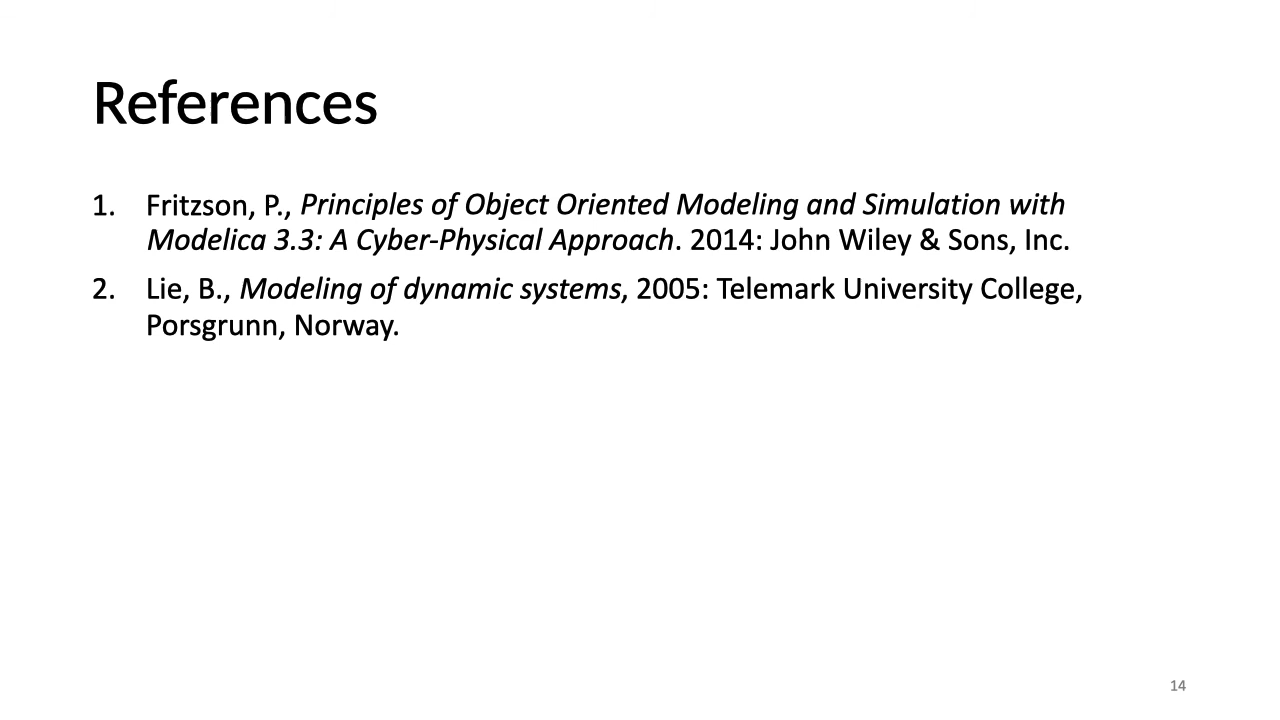 References
1. Fritzson, P., Principles of Object Oriented Modeling and Simulation with
Modelica 3.3: A Cyber-Physical Approach. 2014: John Wiley & Sons, Inc.
2. Lie, B., Modeling of dynamic systems, 2005: Telemark University College,
Porsgrunn, Norway.
14